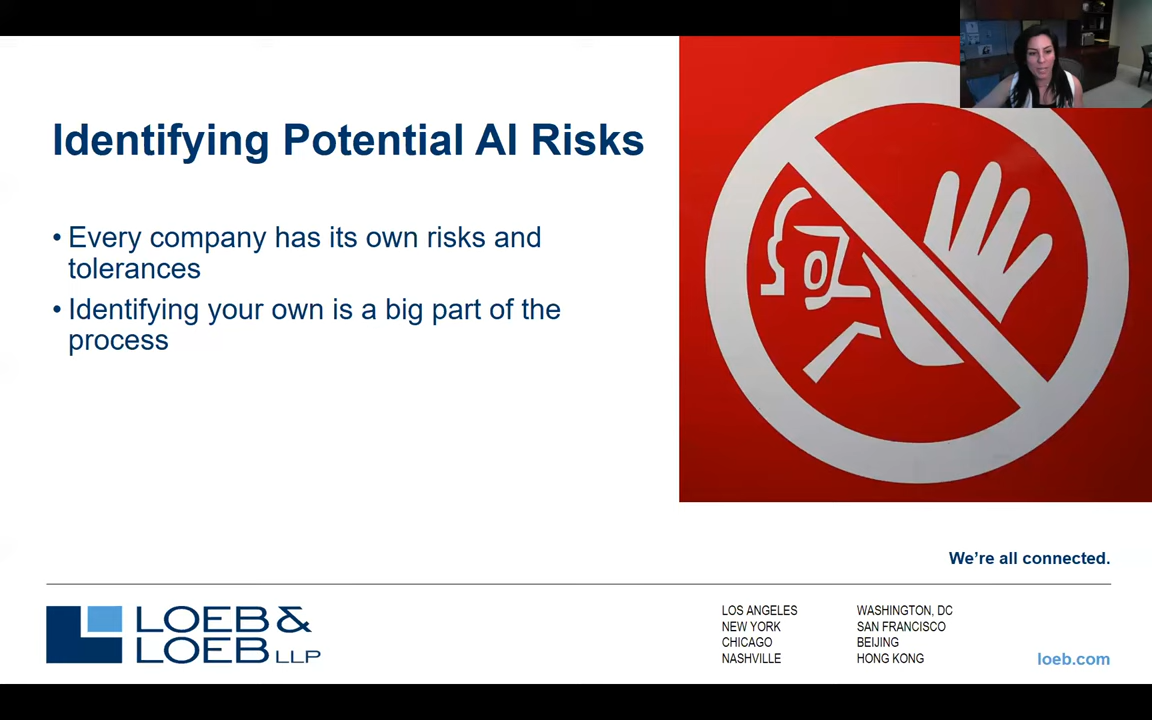 Identifying Potential AI Risks
• Every company has its own risks and
tolerances
• Identifying your own is a big part of the
process
We're all connected.
LOEB &
LOEB LLP
LOS ANGELES
NEW YORK
CHICAGO
NASHVILLE
WASHINGTON, DC
SAN FRANCISCO
BEIJING
HONG KONG
loeb.com